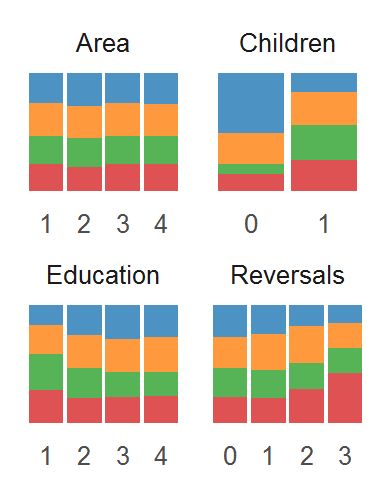 Area
1 2 3 4
Children
0 1
Education
1 2 3 4
Reversals
0 1 2 3